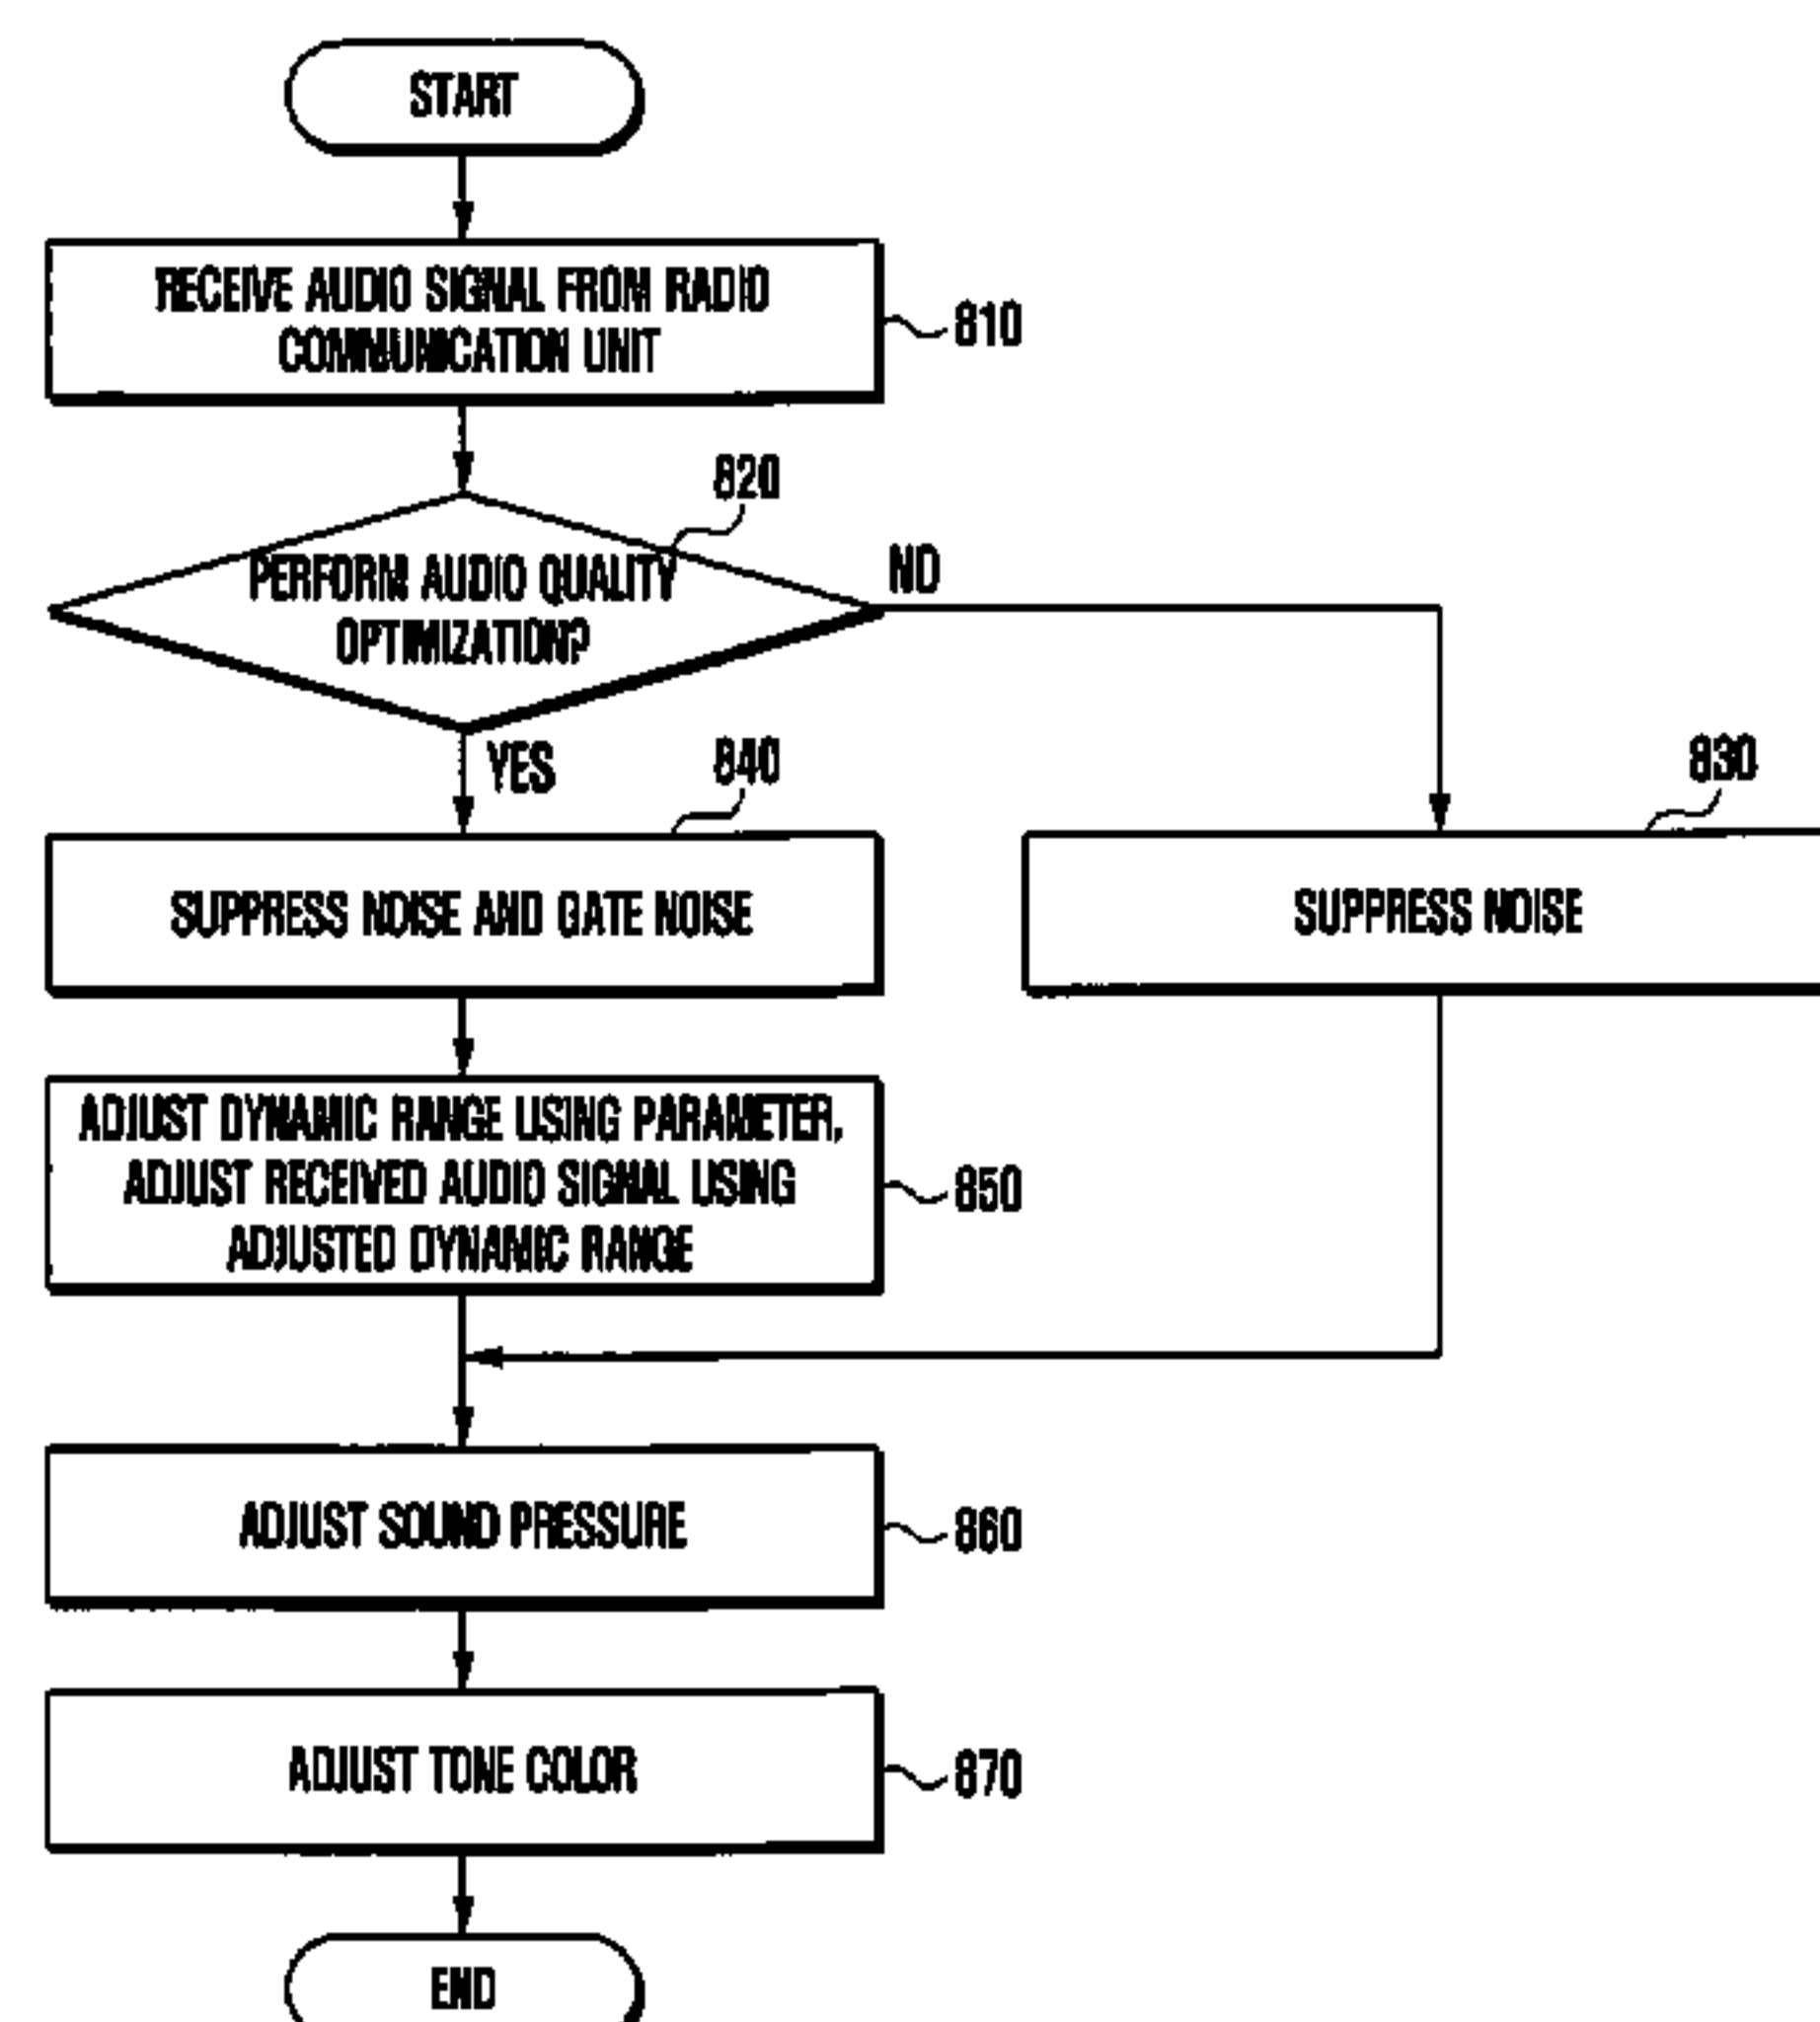 START
RECEIVE AUDIO SIGNAL FROM RADIO
COMMUNICATION UNIT
810
820
PERFORM AUDIO QUALITY
OPTIMIZATION?
NO
YES
840
830
SUPPRESS NOISE AND GATE NOISE
SUPPRESS NOISE
ADJUST DYNAMIC RANGE USING PARAMETER,
ADJUST RECEIVED AUDIO SIGNAL USING
ADJUSTED DYNAMIC RANGE
850
ADJUST SOUND PRESSURE
860
ADJUST TONE COLOR
870
END